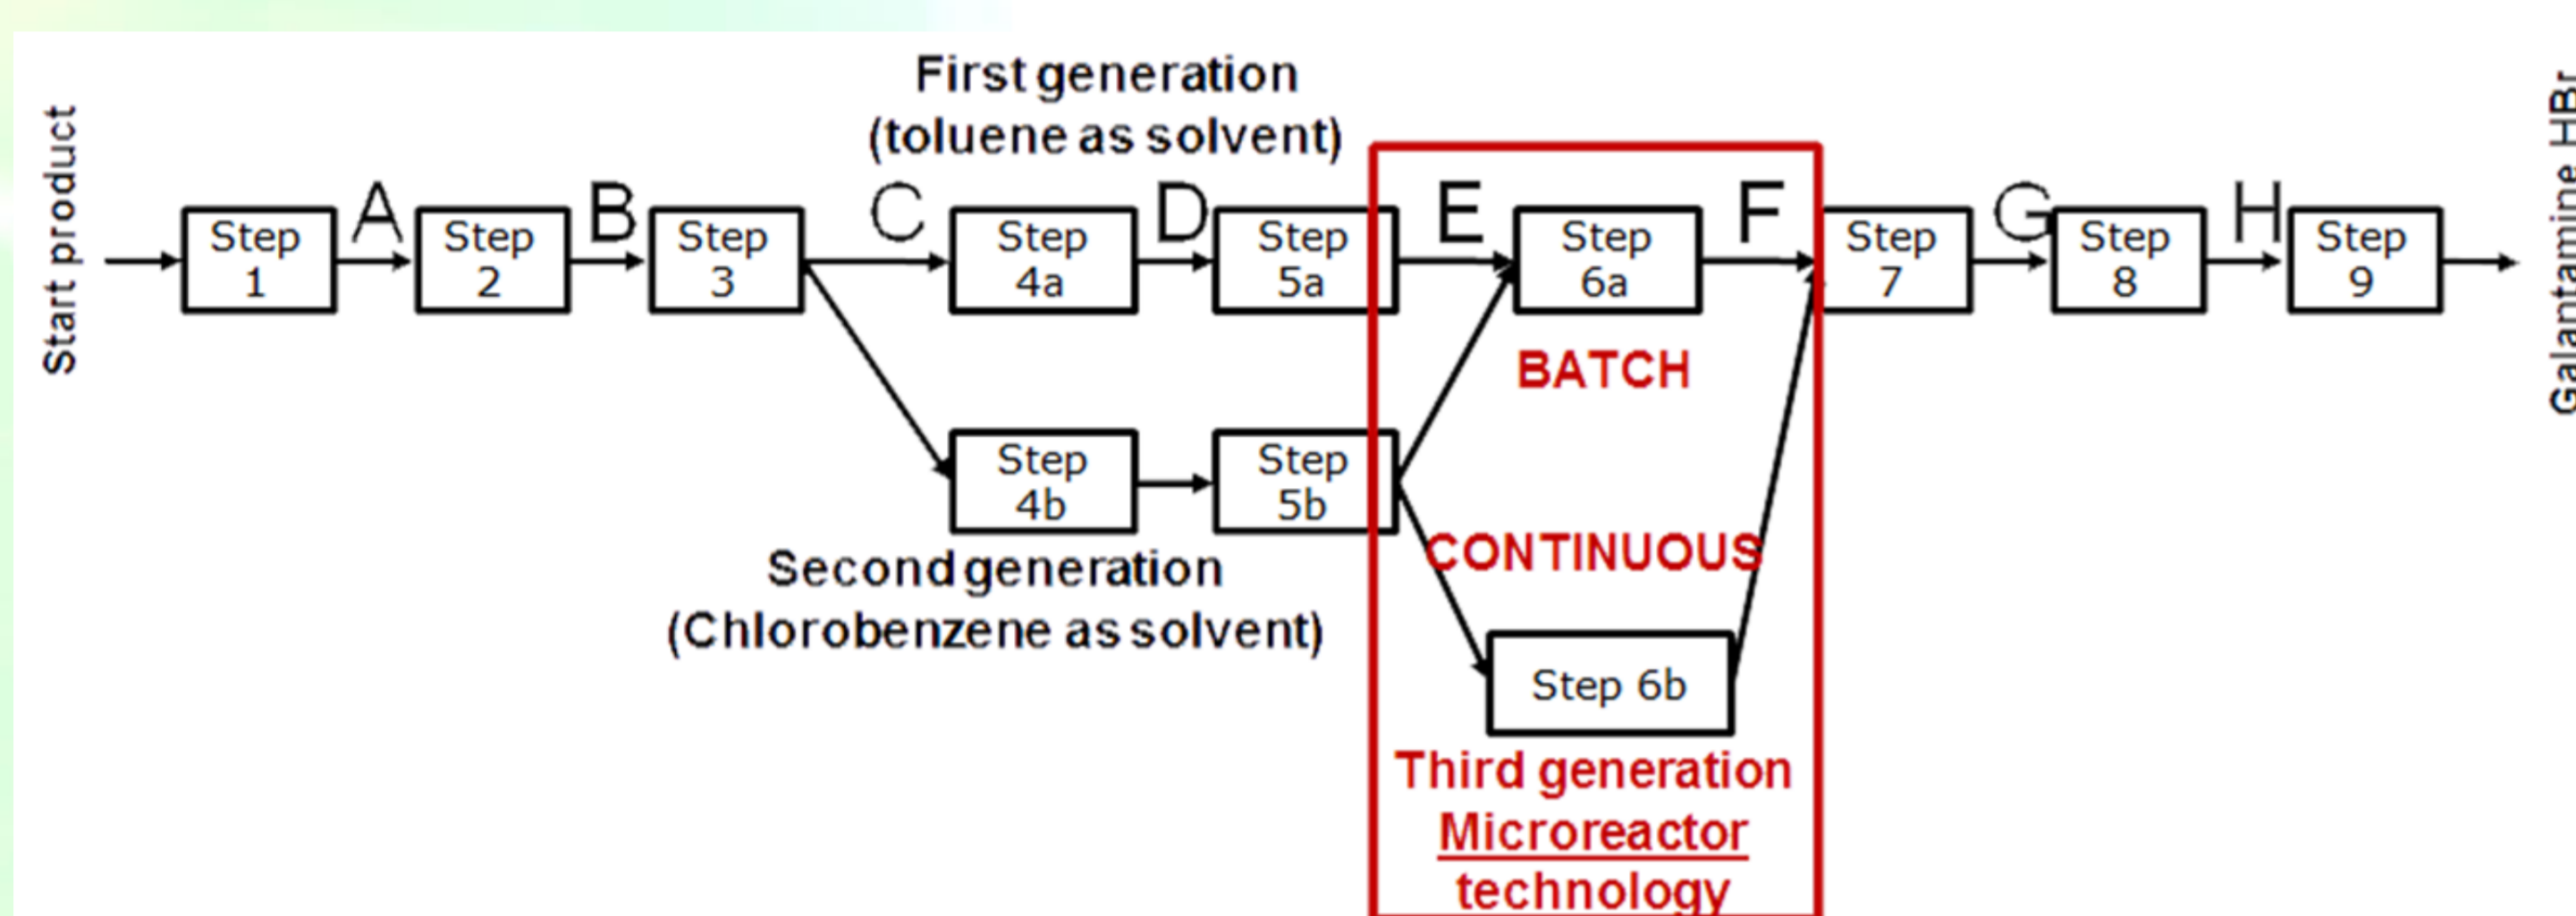 First generation
(toluene as solvent)
Start product
A
B
C
D
E
F
G
H
Step
1
Step
2
Step
3
Step
4a
Step
5a
Step
6a
Step
7
Step
8
Step
9
Galantamine HBr
BATCH
Step
4b
Step
5b
CONTINUOUS
Second generation
(Chlorobenzene as solvent)
Step 6b
Third generation
Microreactor
technology